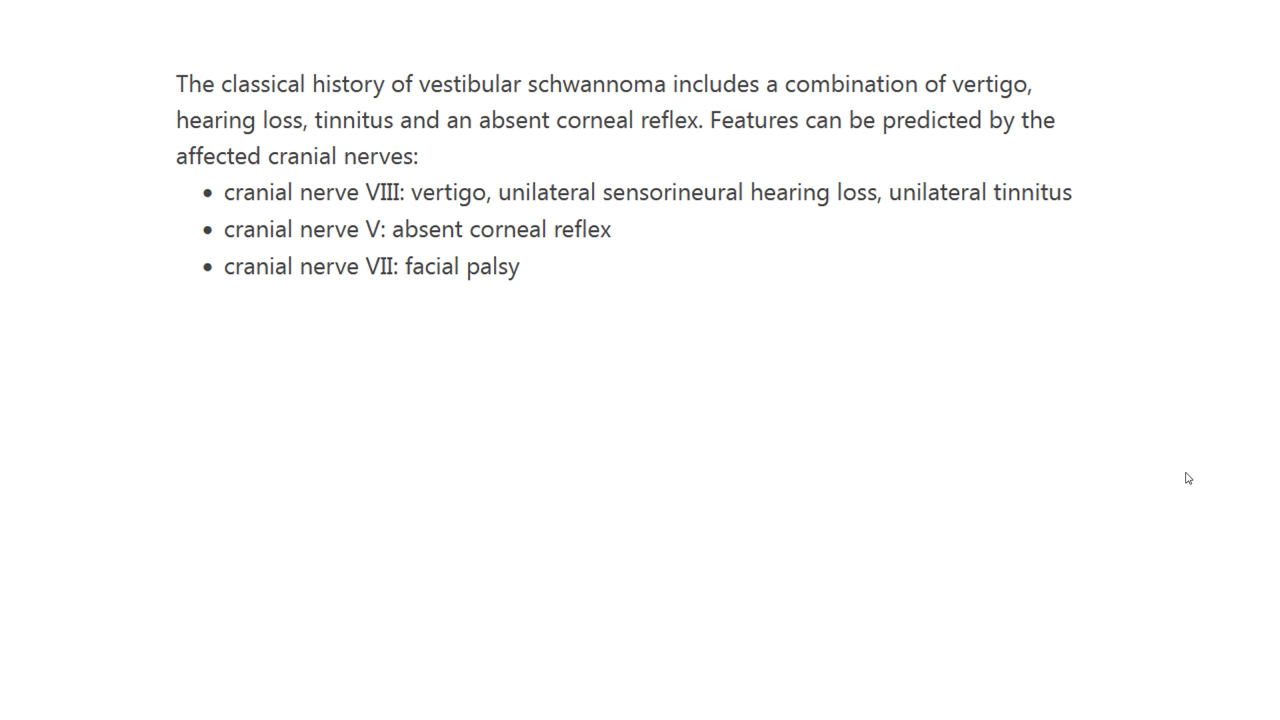 The classical history of vestibular schwannoma includes a combination of vertigo,
hearing loss, tinnitus and an absent corneal reflex. Features can be predicted by the
affected cranial nerves:
• cranial nerve VIII: vertigo, unilateral sensorineural hearing loss, unilateral tinnitus
• cranial nerve V: absent corneal reflex
• cranial nerve VII: facial palsy